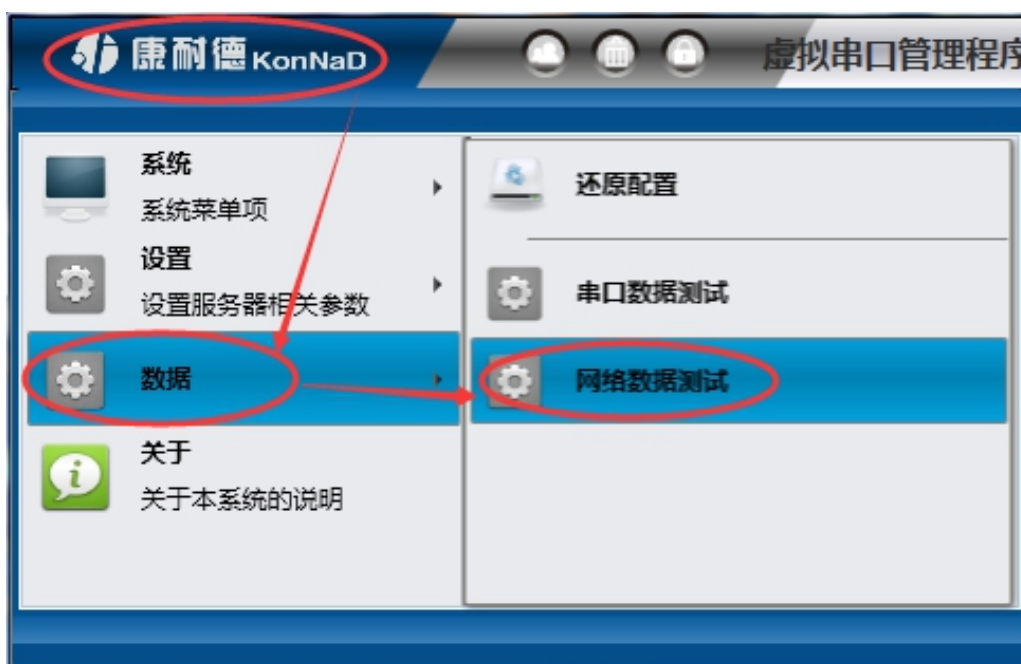 康耐德 KonNaD
虚拟串口管理程序
系统
系统菜单项
设置
设置服务器相关参数
数据
关于
关于本系统的说明
还原配置
串口数据测试
网络数据测试